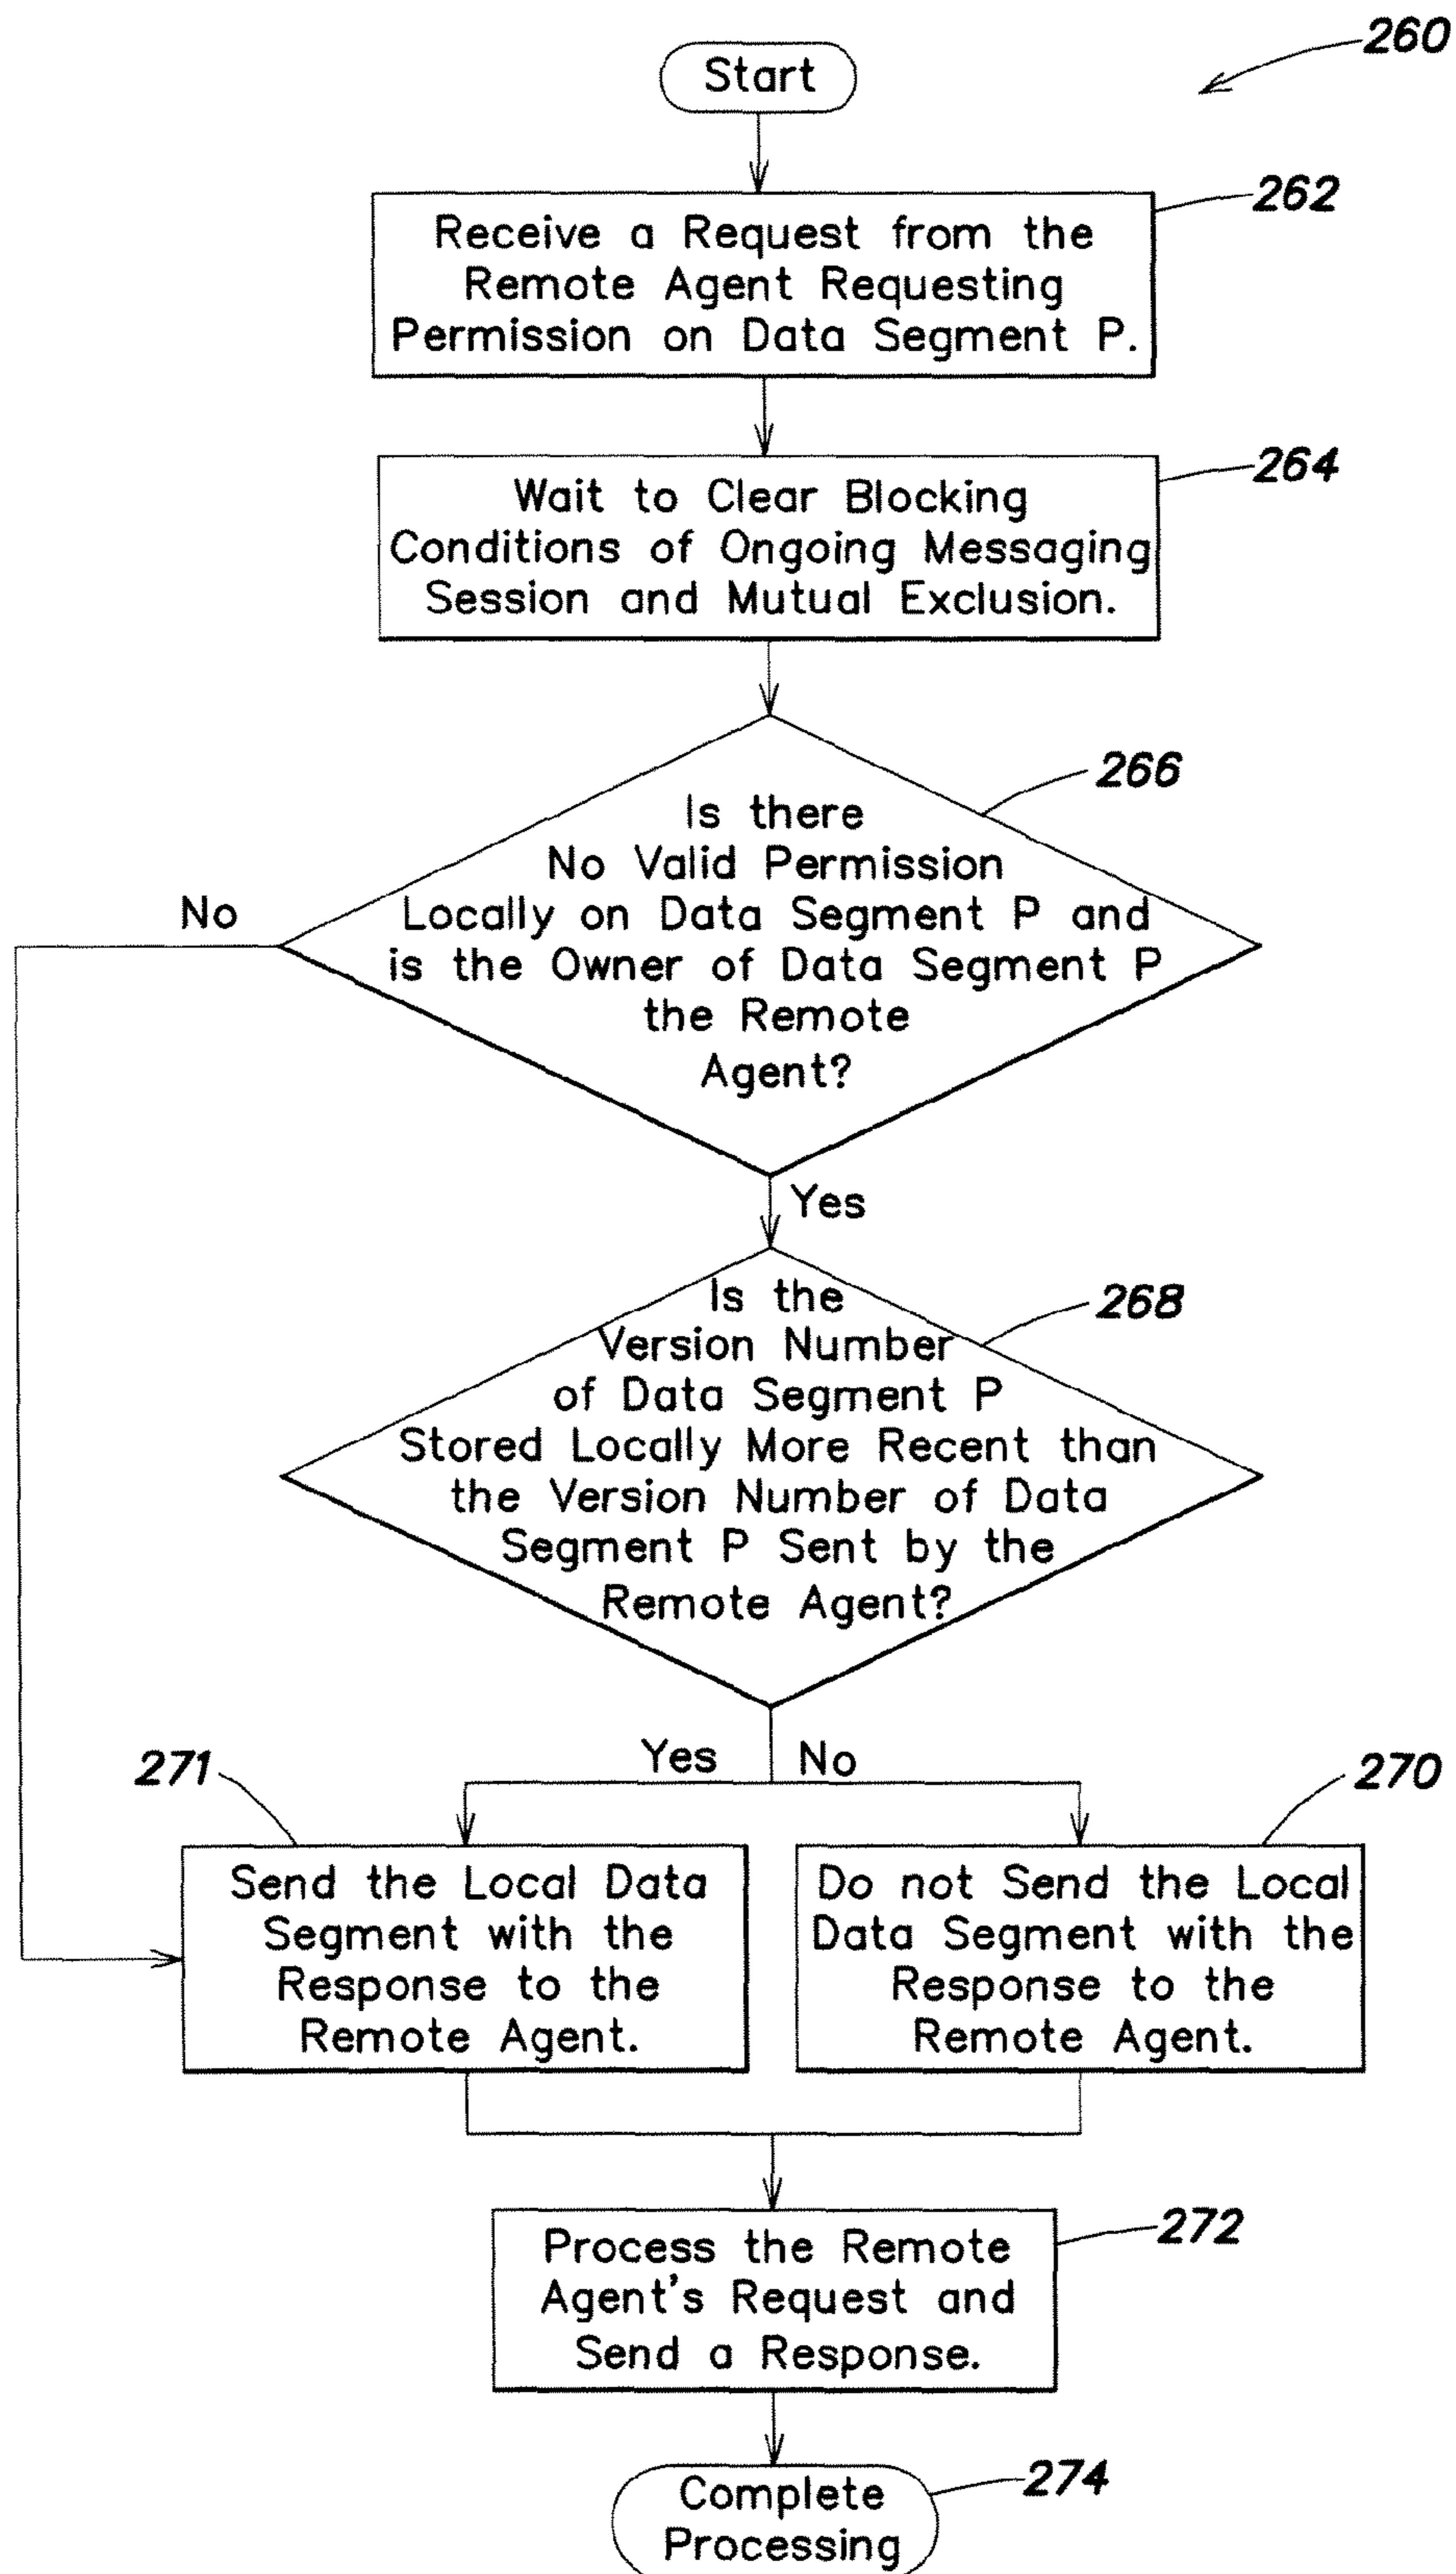 260
Start
262
Receive a Request from the
Remote Agent Requesting
Permission on Data Segment P.
264
Wait to Clear Blocking
Conditions of Ongoing Messaging
Session and Mutual Exclusion.
266
Is there
No Valid Permission
Locally on Data Segment P and
is the Owner of Data Segment P
the Remote
Agent?
No
Yes
268
Is the
Version Number
of Data Segment P
Stored Locally More Recent than
the Version Number of Data
Segment P Sent by the
Remote Agent?
Yes
No
271
270
Send the Local Data
Segment with the
Response to the
Remote Agent.
Do not Send the Local
Data Segment with the
Response to the
Remote Agent.
272
Process the Remote
Agent's Request and
Send a Response.
274
Complete
Processing